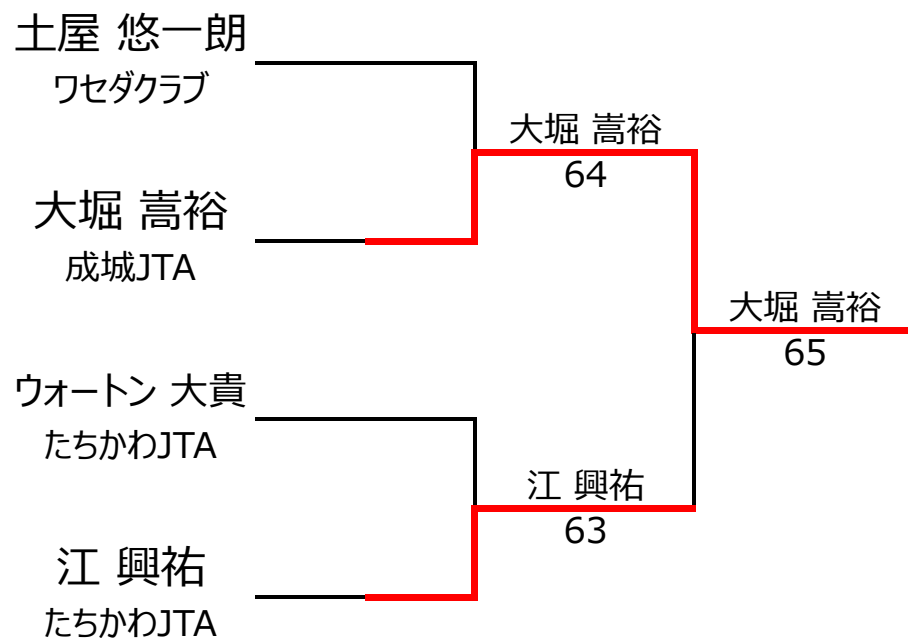 土屋 悠一朗
ワセダクラブ
大堀 嵩裕
64
大堀 嵩裕
成城JTA
大堀 嵩裕
65
ウォートン 大貴
たちかわJTA
江 興祐
63
江 興祐
たちかわJTA